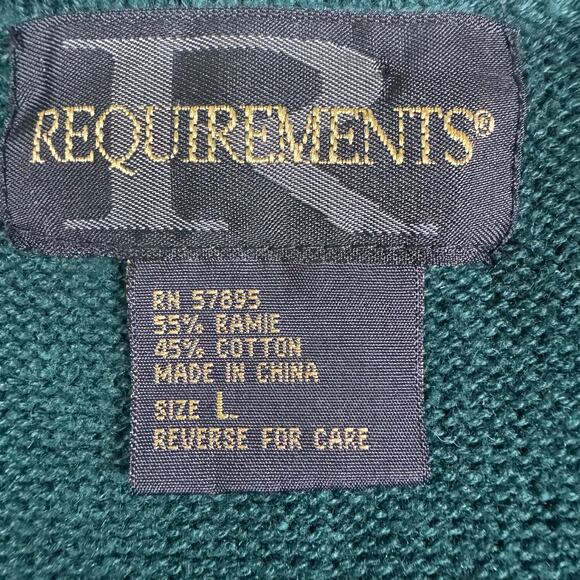 R
REQUIREMENTS®
RN 57895
55% RAMIE
45% COTTON
MADE IN CHINA
SIZE L
REVERSE FOR CARE